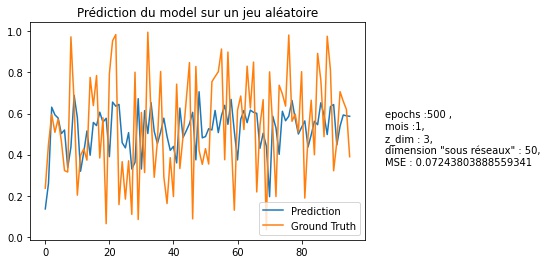 Prédiction du model sur un jeu aléatoire
1.0
0.8
0.6
0.4
0.2
0.0
0 20 40 60 80
Prediction
Ground Truth
epochs :500 ,
mois :1,
z_dim : 3,
dimension "sous réseaux" : 50,
MSE : 0.07243803888559341